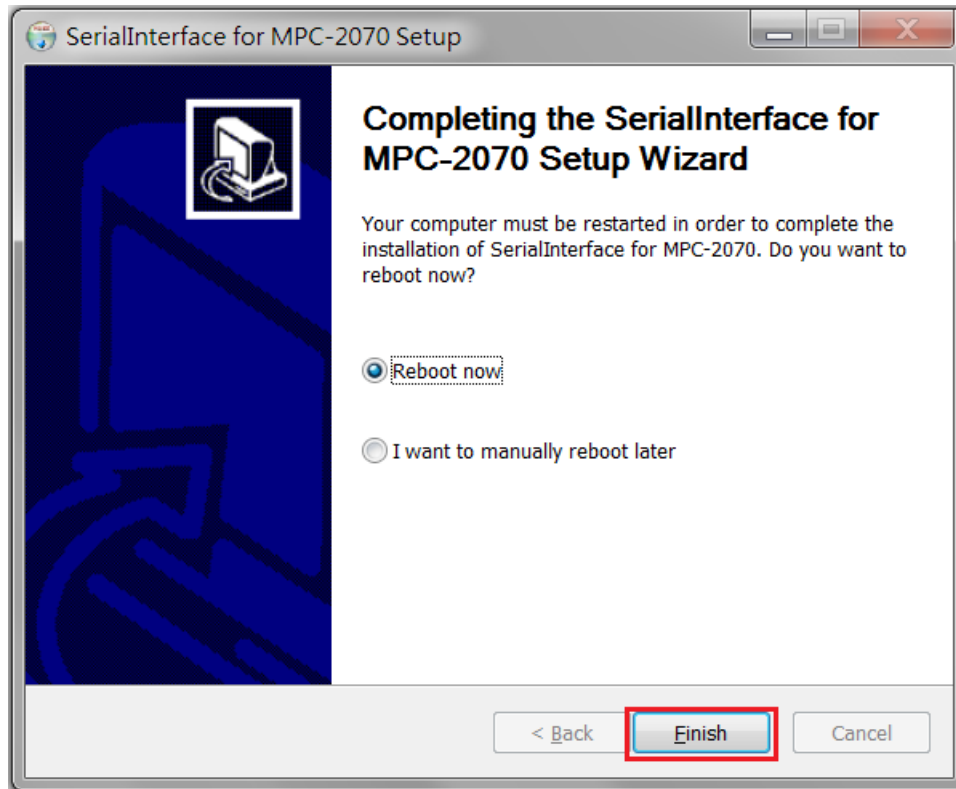 SerialInterface for MPC-2070 Setup
Completing the SerialInterface for
MPC-2070 Setup Wizard
Your computer must be restarted in order to complete the
installation of SerialInterface for MPC-2070. Do you want to
reboot now?
Reboot now
I want to manually reboot later
< Back
Finish
Cancel